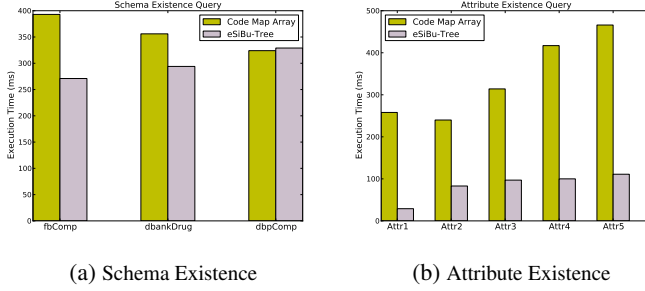 Schema Existence Query
Code Map Array
eSiBu-Tree
Execution Time (ms)
400
350
300
250
200
150
100
50
0
fbComp dbankDrug dbpComp
(a) Schema Existence
Attribute Existence Query
Code Map Array
eSiBu-Tree
Execution Time (ms)
500
400
300
200
100
0
Attr1 Attr2 Attr3 Attr4 Attr5
(b) Attribute Existence